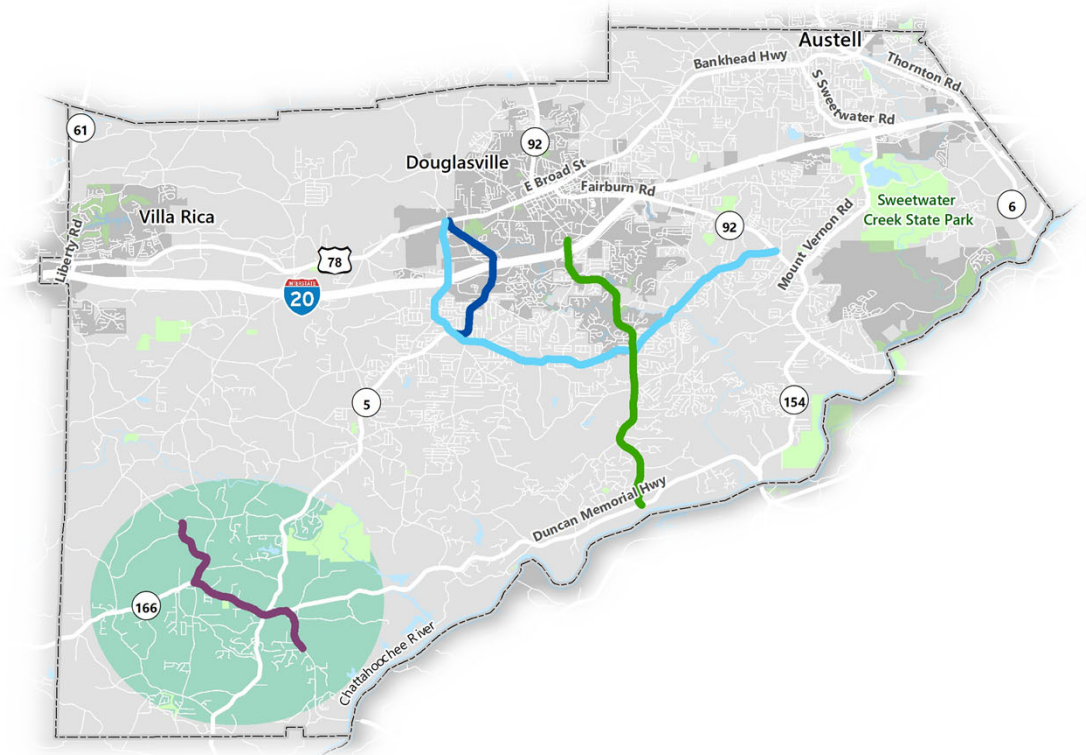 Austell
Bankhead Hwy
Thornton Rd
S Sweetwater Rd
61
92
Douglasville
E Broad St
Fairburn Rd
Sweetwater
Creek State Park
6
Villa Rica
92
Liberty Rd
78
Mount Vernon Rd
INTERSTATE
20
5
154
Duncan Memorial Hwy
166
Chattahoochee River